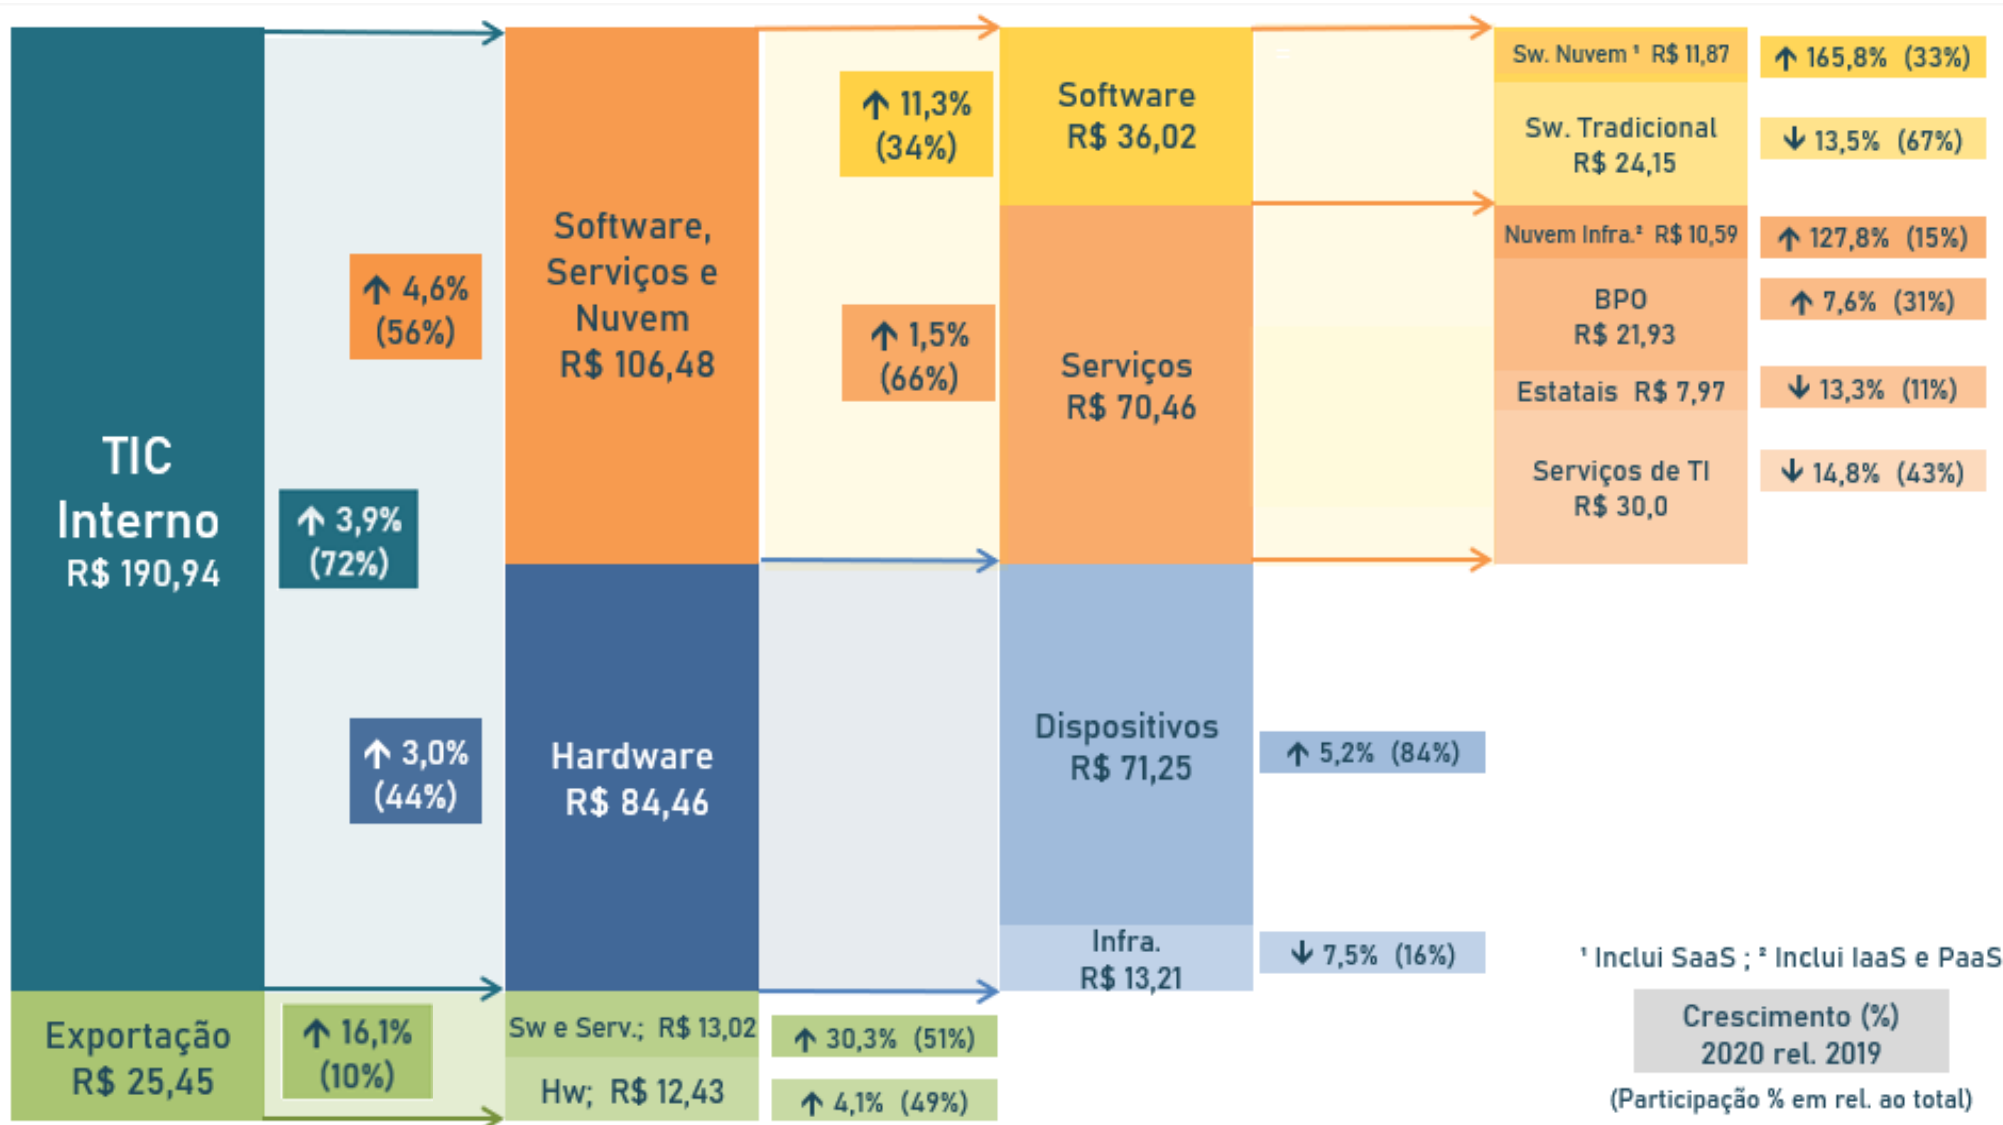 TIC
Interno
R$ 190,94
↑ 3,9%
(72%)
↑ 4,6%
(56%)
↑ 3,0%
(44%)
Software,
Serviços e
Nuvem
R$ 106,48
Hardware
R$ 84,46
↑ 11,3%
(34%)
↑ 1,5%
(66%)
Software
R$ 36,02
Serviços
R$ 70,46
Dispositivos
R$ 71,25
↑ 5,2% (84%)
Infra.
R$ 13,21
↓ 7,5% (16%)
Sw. Nuvem ¹ R$ 11,87
↑ 165,8% (33%)
Sw. Tradicional
R$ 24,15
↓ 13,5% (67%)
Nuvem Infra.² R$ 10,59
↑ 127,8% (15%)
BPO
R$ 21,93
↑ 7,6% (31%)
Estatais R$ 7,97
↓ 13,3% (11%)
Serviços de TI
R$ 30,0
↓ 14,8% (43%)
Exportação
R$ 25,45
↑ 16,1%
(10%)
Sw e Serv.; R$ 13,02
↑ 30,3% (51%)
Hw; R$ 12,43
↑ 4,1% (49%)
¹ Inclui SaaS ; ² Inclui IaaS e PaaS
Crescimento (%)
2020 rel. 2019
(Participação % em rel. ao total)